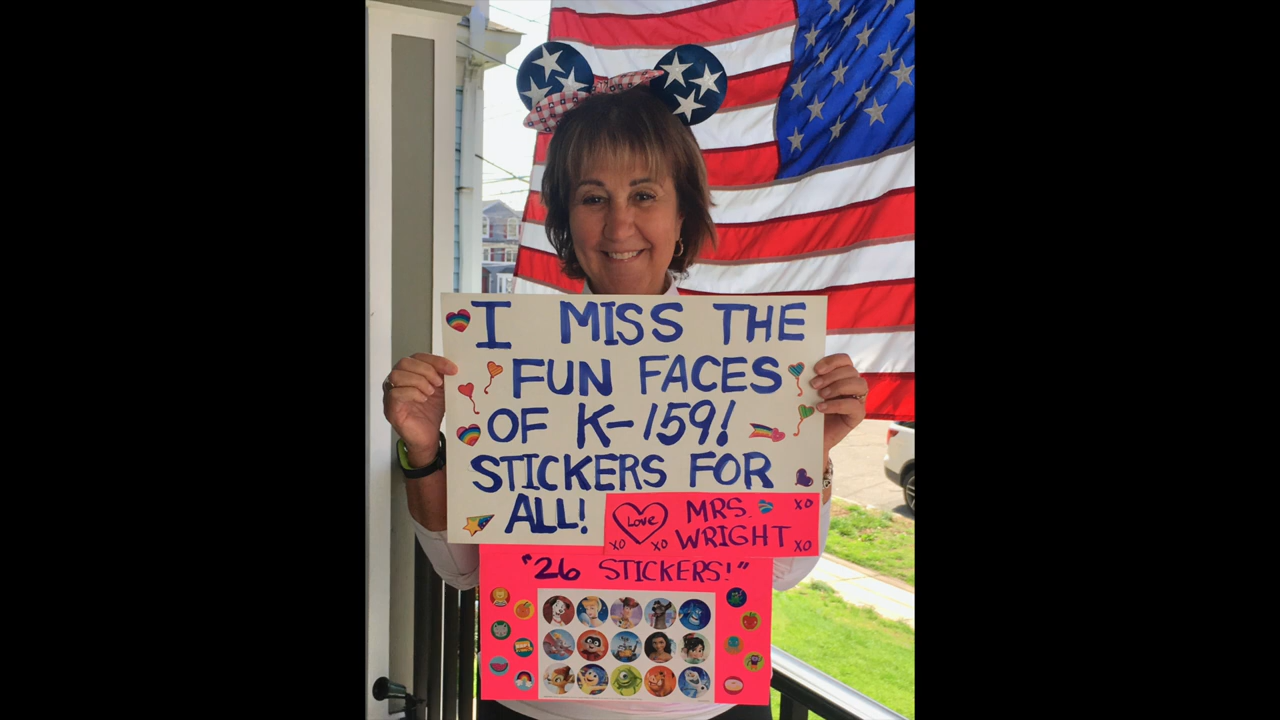 I MISS THE
FUN FACES
OF K-159!
STICKERS FOR
ALL!
Love MRS. XO
XO XO WRIGHT XO
"26 STICKERS!"